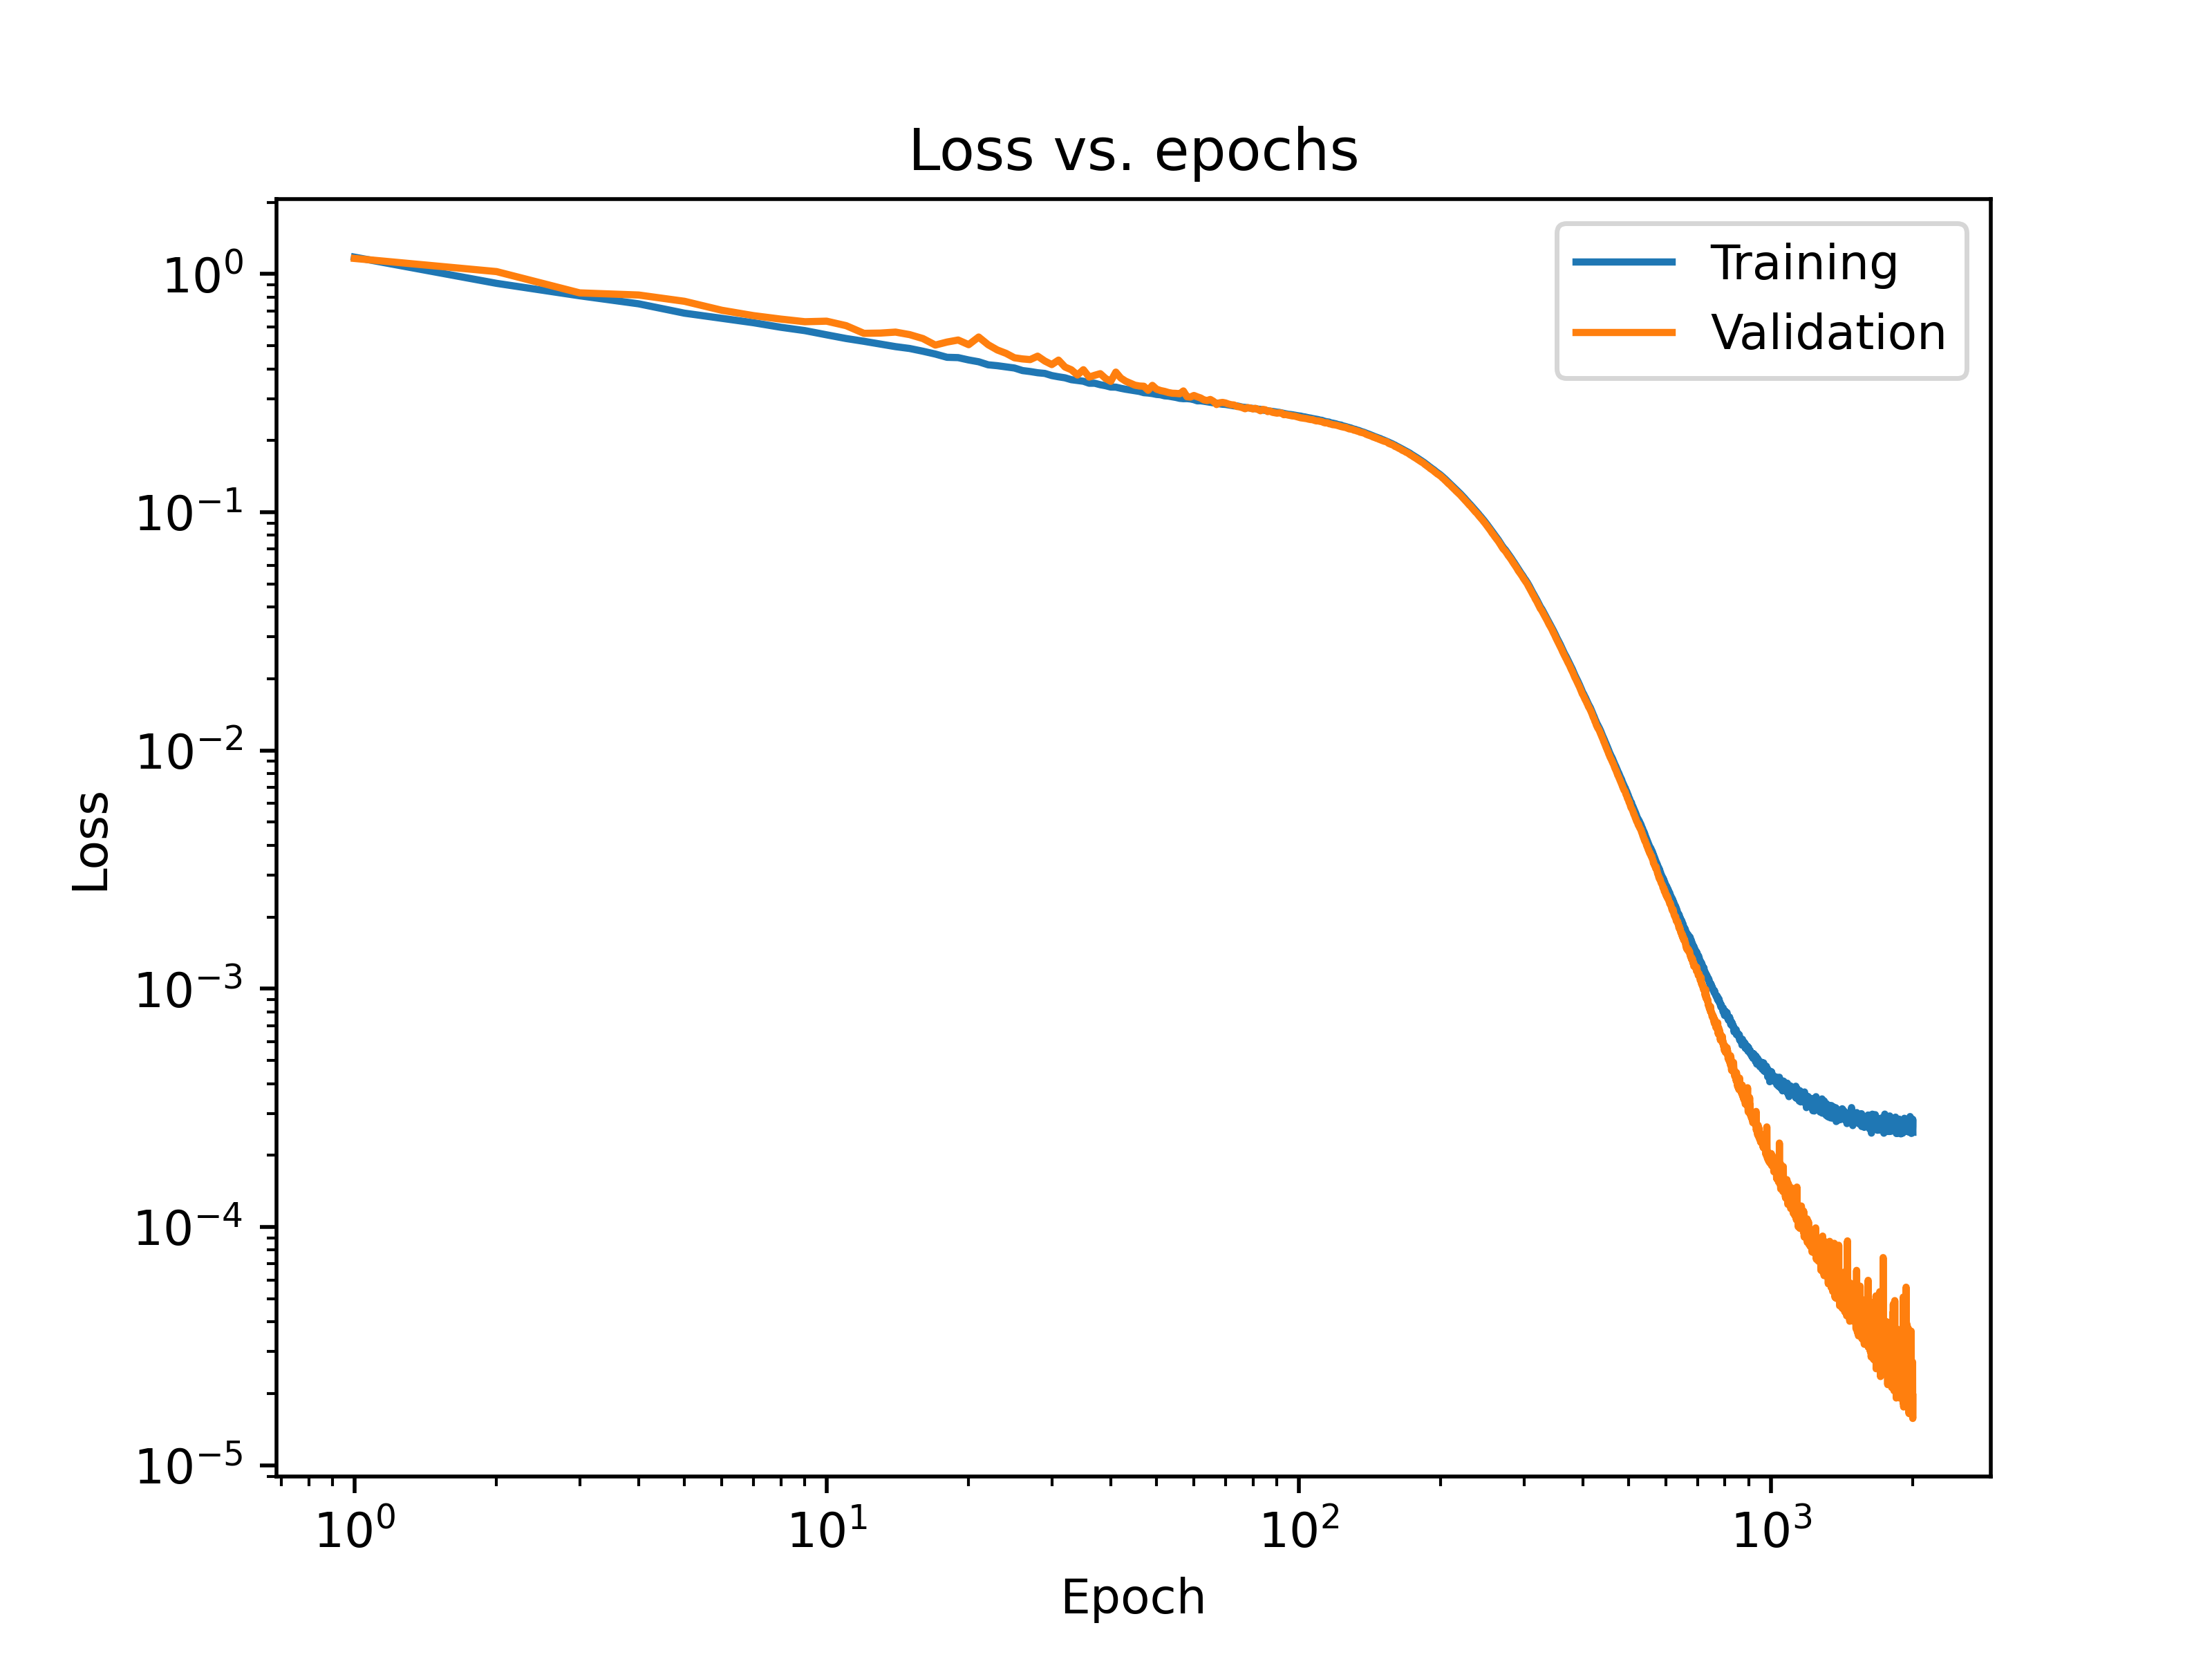 Loss vs. epochs
Training
Validation
10⁰
10⁻¹
10⁻²
10⁻³
10⁻⁴
10⁻⁵
Loss
10⁰ 10¹ 10² 10³
Epoch